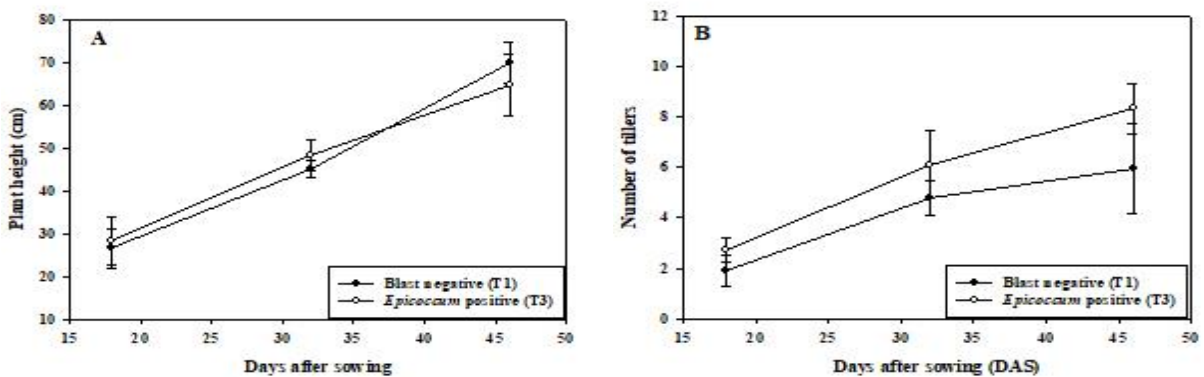 A
Plant height (cm)
80
70
60
50
40
30
20
10
Blast negative (T1)
Epicoccum positive (T3)
15 20 25 30 35 40 45 50
Days after sowing
B
Number of tillers
12
10
8
6
4
2
0
Blast negative (T1)
Epicoccum positive (T3)
15 20 25 30 35 40 45 50
Days after sowing (DAS)